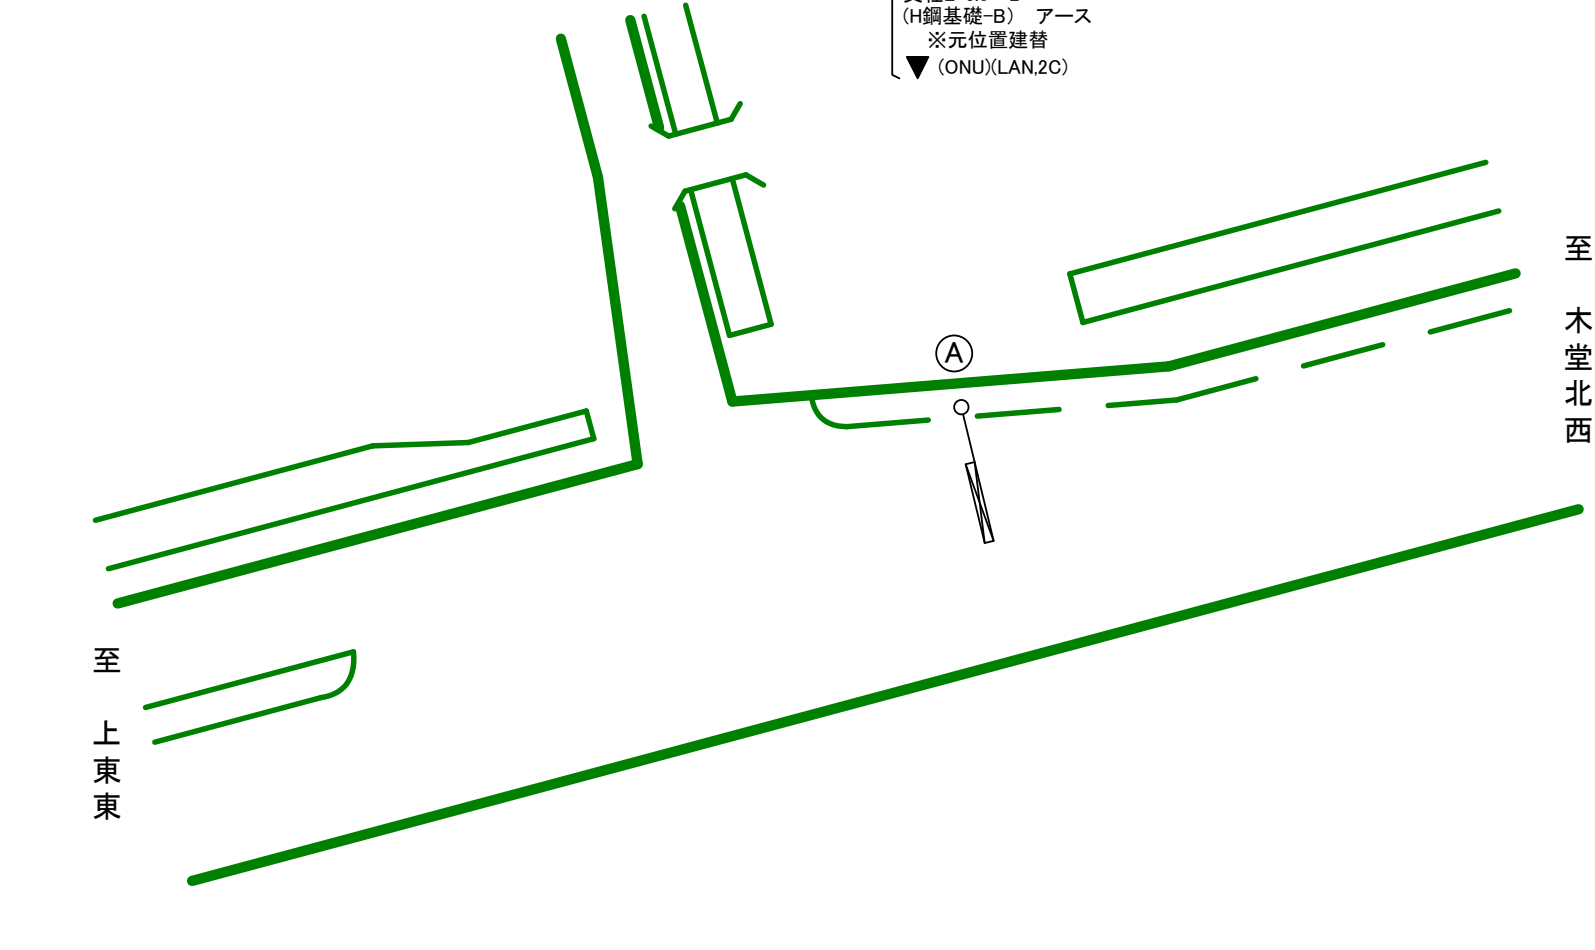 (H鋼基礎-B) アース
※元位置建替
▼ (ONU)(LAN,2C)
A
至 木堂北西
至 上東東